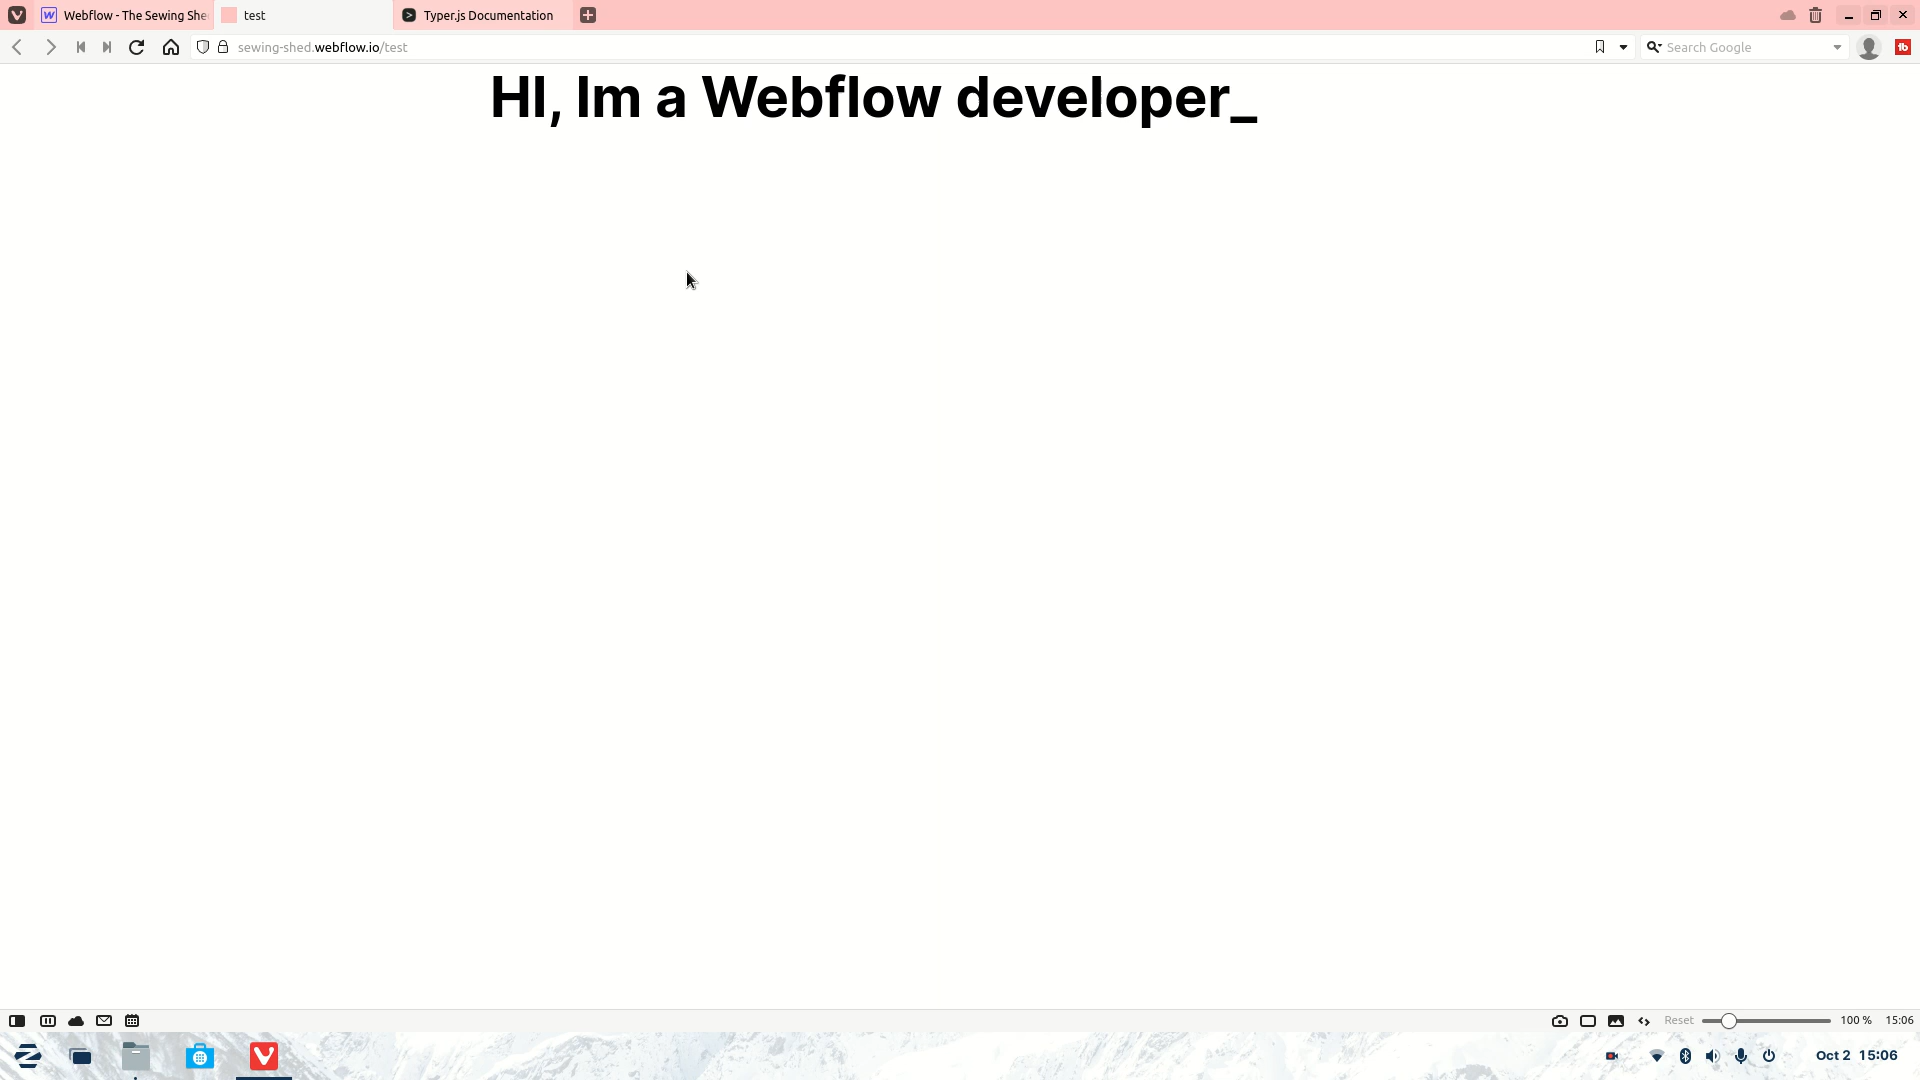 Webflow - The Sewing She
test
Typer.js Documentation
sewing-shed.webflow.io/test
Search Google
HI, Im a Webflow developer_
Reset
100 %
15:06
Oct 2 15:06